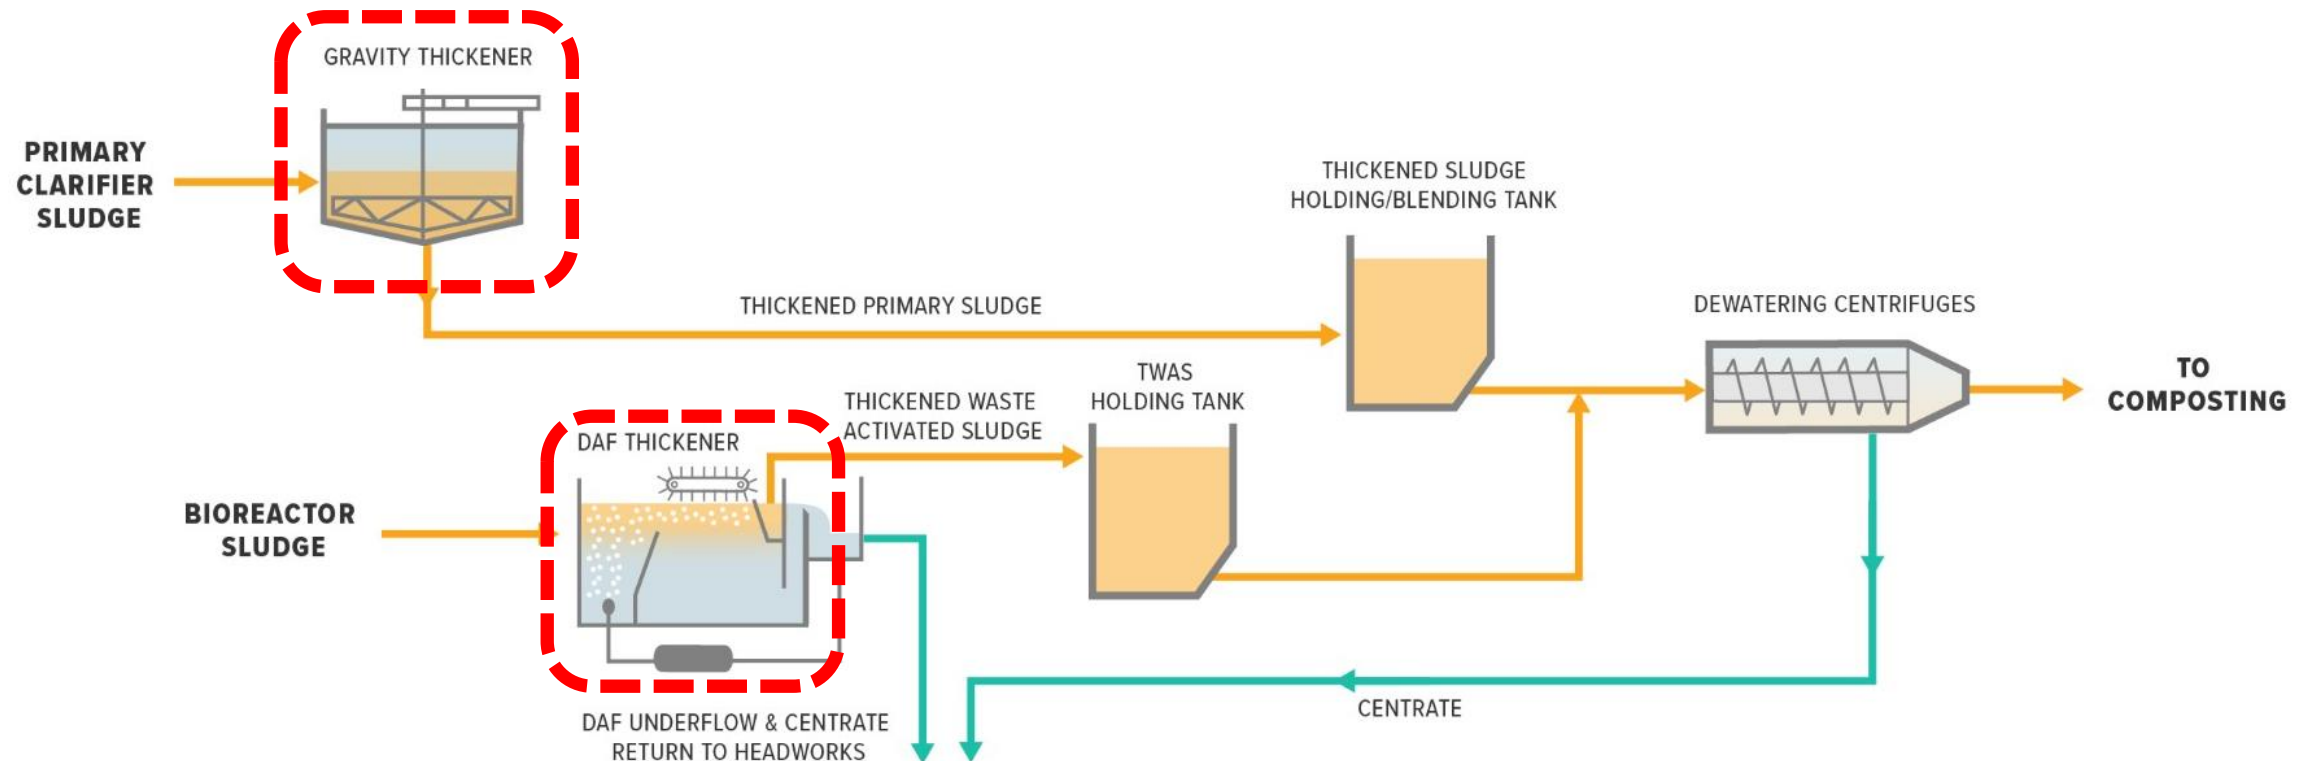 GRAVITY THICKENER
PRIMARY
CLARIFIER
SLUDGE
THICKENED SLUDGE
HOLDING/BLENDING TANK
THICKENED PRIMARY SLUDGE
DEWATERING CENTRIFUGES
TO
COMPOSTING
TWAS
HOLDING TANK
THICKENED WASTE
ACTIVATED SLUDGE
DAF THICKENER
BIOREACTOR
SLUDGE
DAF UNDERFLOW & CENTRATE
RETURN TO HEADWORKS
CENTRATE